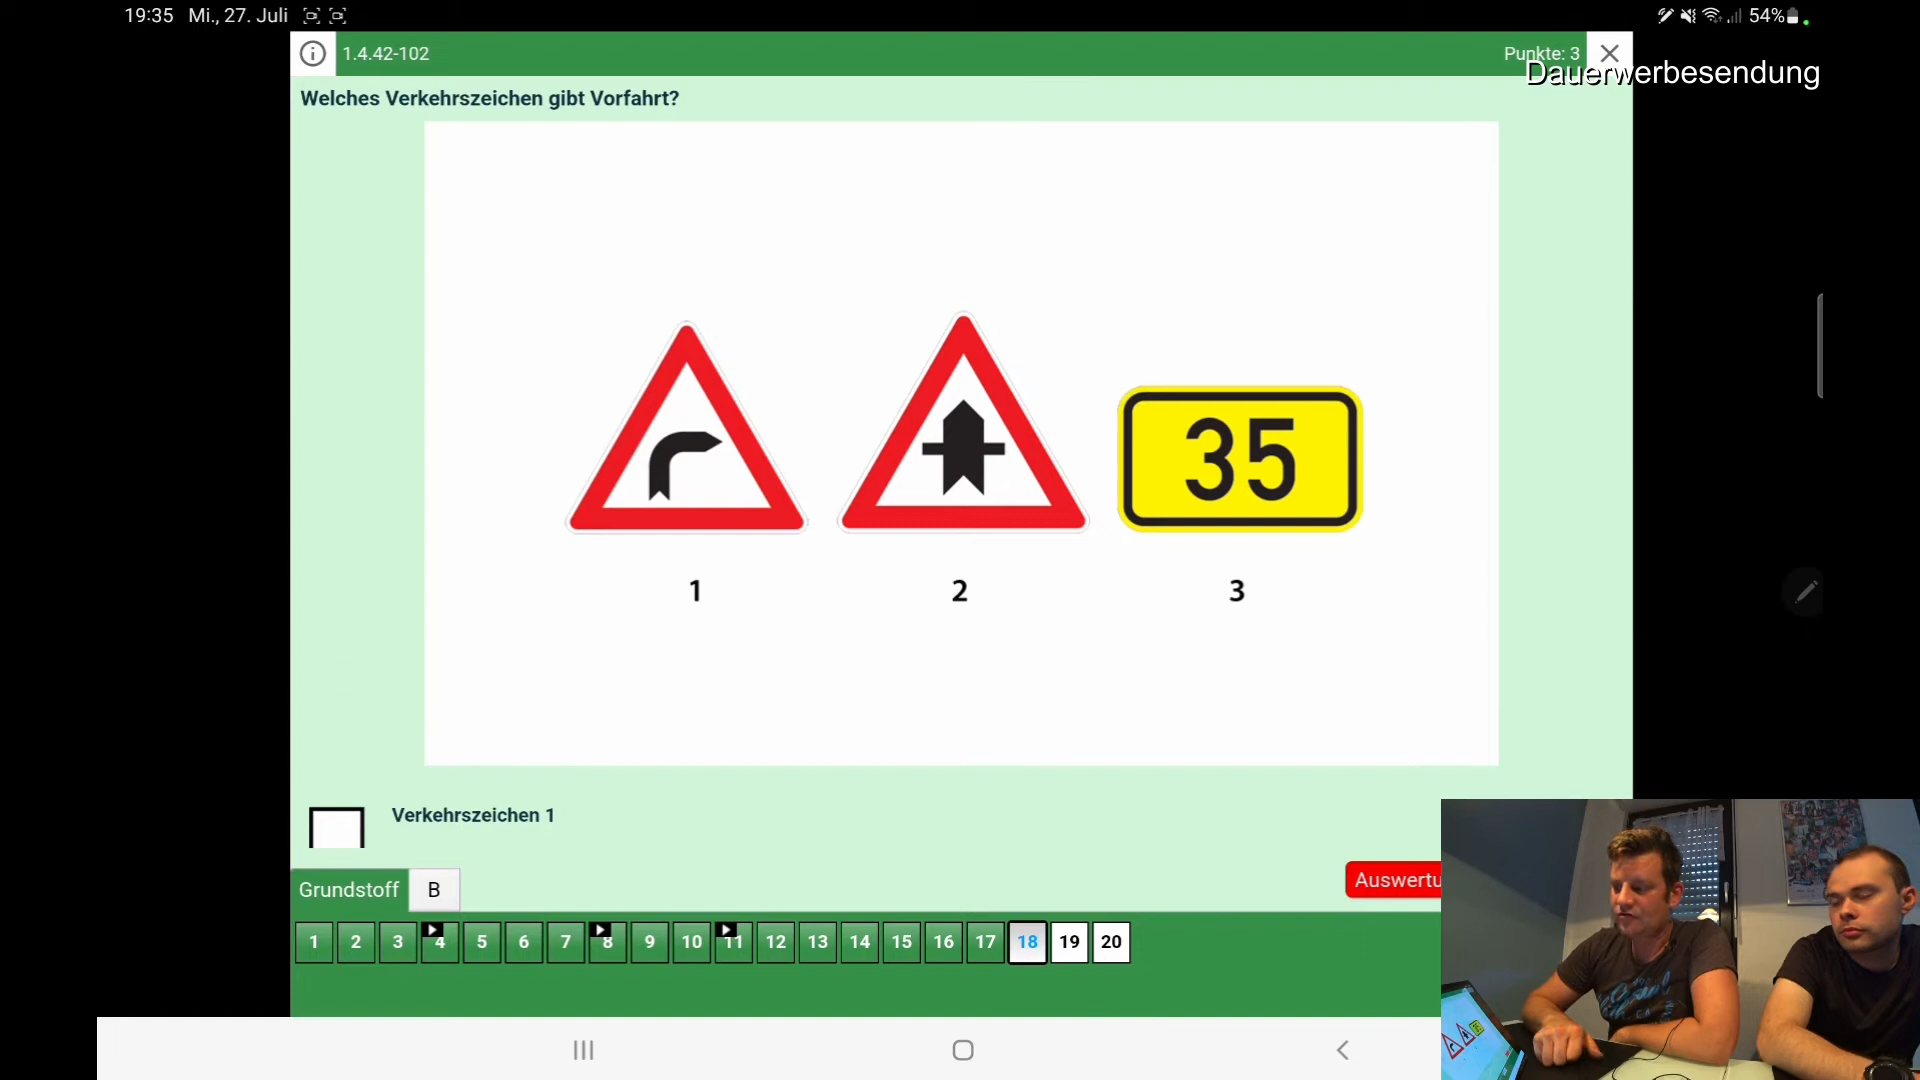 19:35 Mi., 27. Juli
54%
1.4.42-102
Punkte: 3
Dauerwerbesendung
Welches Verkehrszeichen gibt Vorfahrt?
35
1 2 3
Verkehrszeichen 1
Grundstoff B
Auswertu
1 2 3 4 5 6 7 8 9 10 11 12 13 14 15 16 17 18 19 20